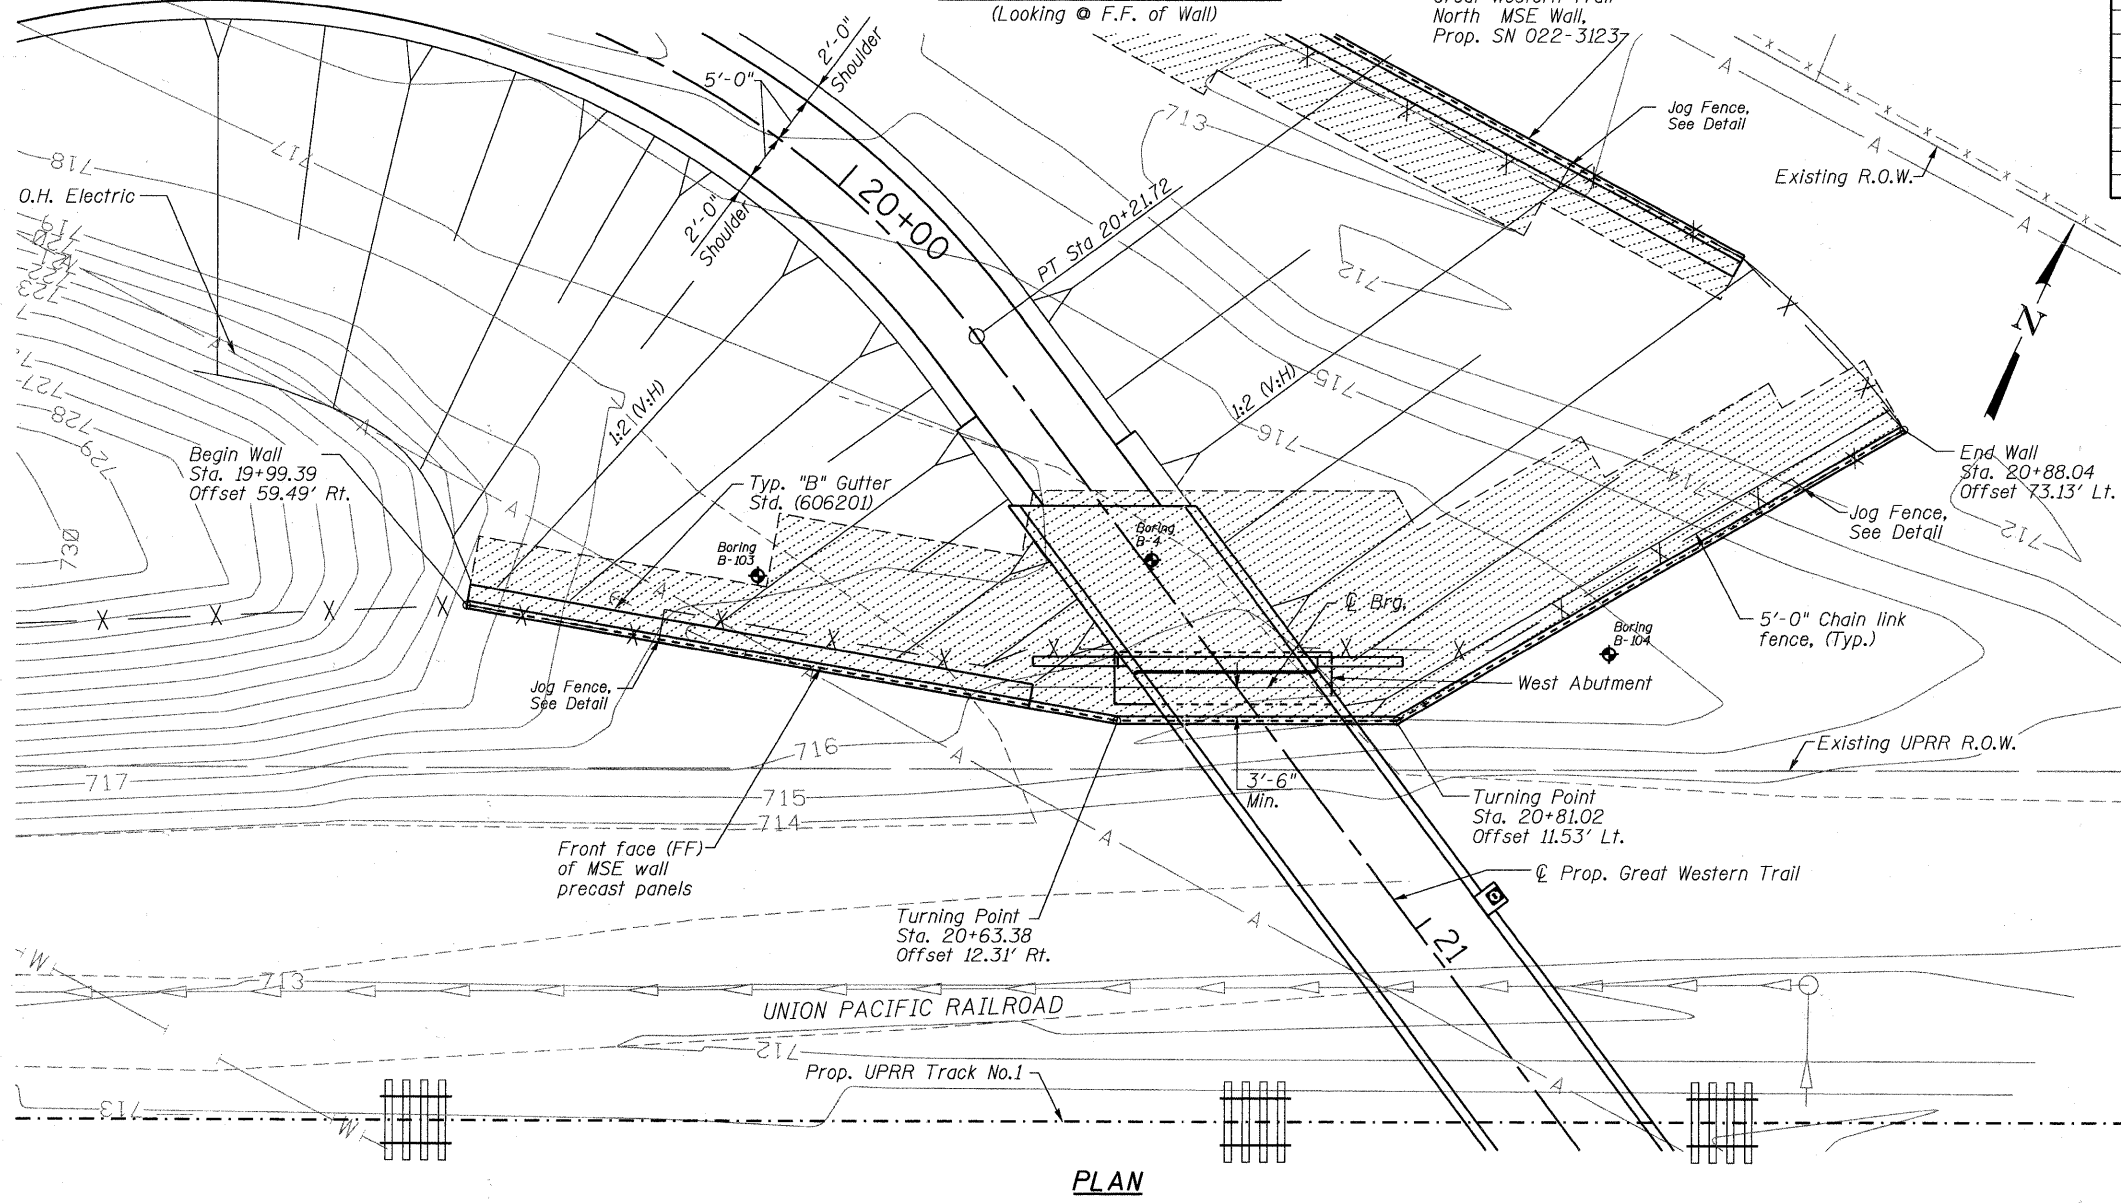 (Looking @ F.F. of Wall)
North MSE Wall,
Prop. SN 022-3123
2'-0"
Shoulder
5'-0"
2'-0"
Shoulder
Jog Fence,
See Detail
Existing R.O.W.
713
717
718
O.H. Electric
719
720
721
722
723
727
728
729
730
20+00
PT Sta 20+21.72
712
N
1:2 (V:H)
1:2 (V:H)
715
716
714
Begin Wall
Sta. 19+99.39
Offset 59.49' Rt.
Typ. "B" Gutter
Std. (606201)
Boring
B-103
Boring
B-4
End Wall
Sta. 20+88.04
Offset 73.13' Lt.
Jog Fence,
See Detail
712
℄ Brg.
5'-0" Chain link
fence, (Typ.)
Boring
B-104
Jog Fence,
See Detail
West Abutment
716
Existing UPRR R.O.W.
717
715
714
3'-6"
Min.
Turning Point
Sta. 20+81.02
Offset 11.53' Lt.
Front face (FF)
of MSE wall
precast panels
℄ Prop. Great Western Trail
Turning Point
Sta. 20+63.38
Offset 12.31' Rt.
21
W
713
UNION PACIFIC RAILROAD
712
Prop. UPRR Track No.1
713
W
A
PLAN